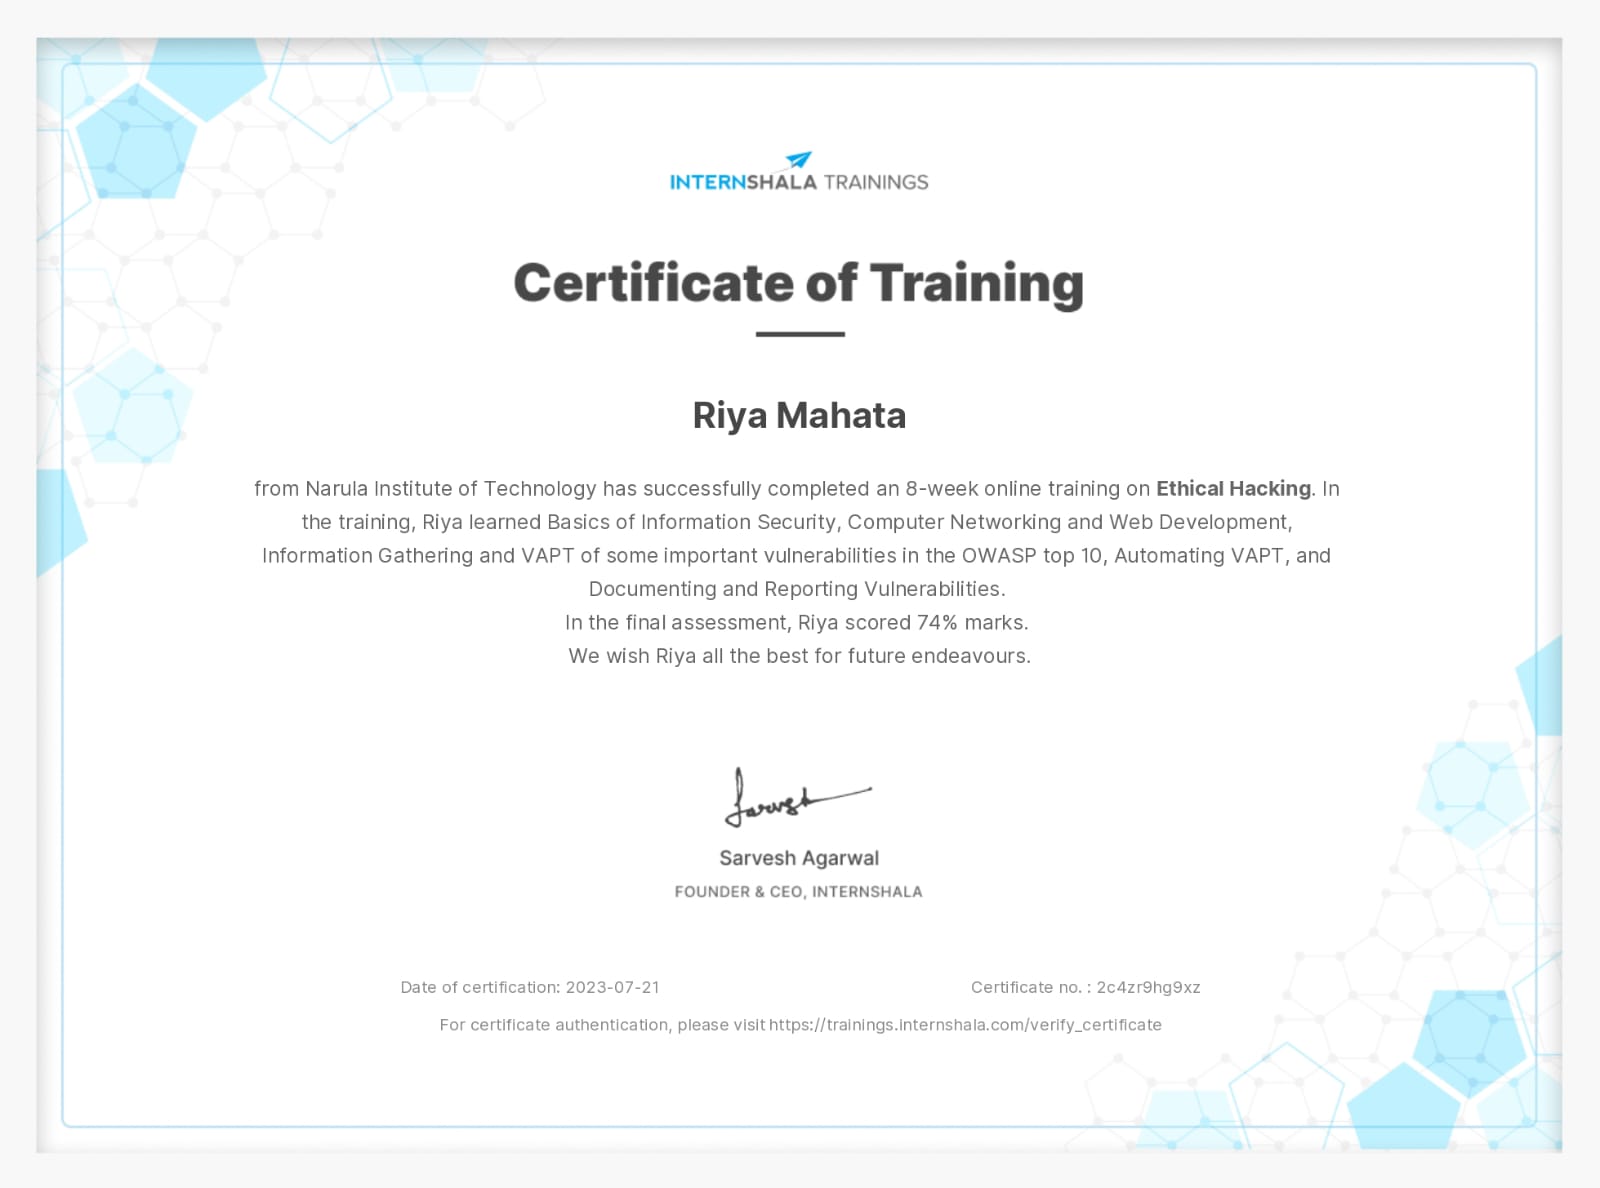 INTERNSHALA TRAININGS
Certificate of Training
Riya Mahata
from Narula Institute of Technology has successfully completed an 8-week online training on Ethical Hacking. In
the training, Riya learned Basics of Information Security, Computer Networking and Web Development,
Information Gathering and VAPT of some important vulnerabilities in the OWASP top 10, Automating VAPT, and
Documenting and Reporting Vulnerabilities.
In the final assessment, Riya scored 74% marks.
We wish Riya all the best for future endeavours.
Sarvesh
Sarvesh Agarwal
FOUNDER & CEO, INTERNSHALA
Date of certification: 2023-07-21
Certificate no. : 2c4zr9hg9xz
For certificate authentication, please visit https://trainings.internshala.com/verify_certificate